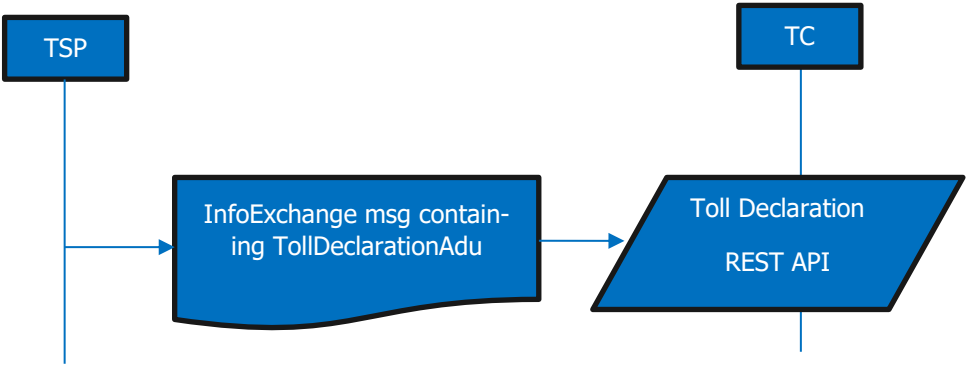 TSP
TC
InfoExchange msg contain-
ing TollDeclarationAdu
Toll Declaration
REST API